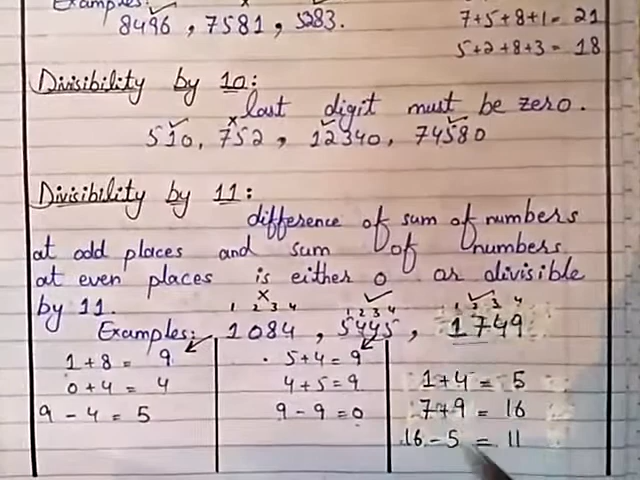 Examples:
8496 , 7581 , 5283.
7+5+8+1= 21
5+2+8+3= 18
Divisibility by 10:
last digit must be zero.
510, 752 , 12340, 74580
Divisibility by 11:
difference of sum of numbers
at odd places and sum of numbers
at even places is either 0 or divisible
by 11.
1 2 3 4 1 2 3 4 1 2 3 4
Examples: 1084 , 5445 , 1749
1+8= 9
0+4= 4
9-4= 5
5+4=9
4+5=9
9-9=0
1+4= 5
7+9= 16
16-5= 11